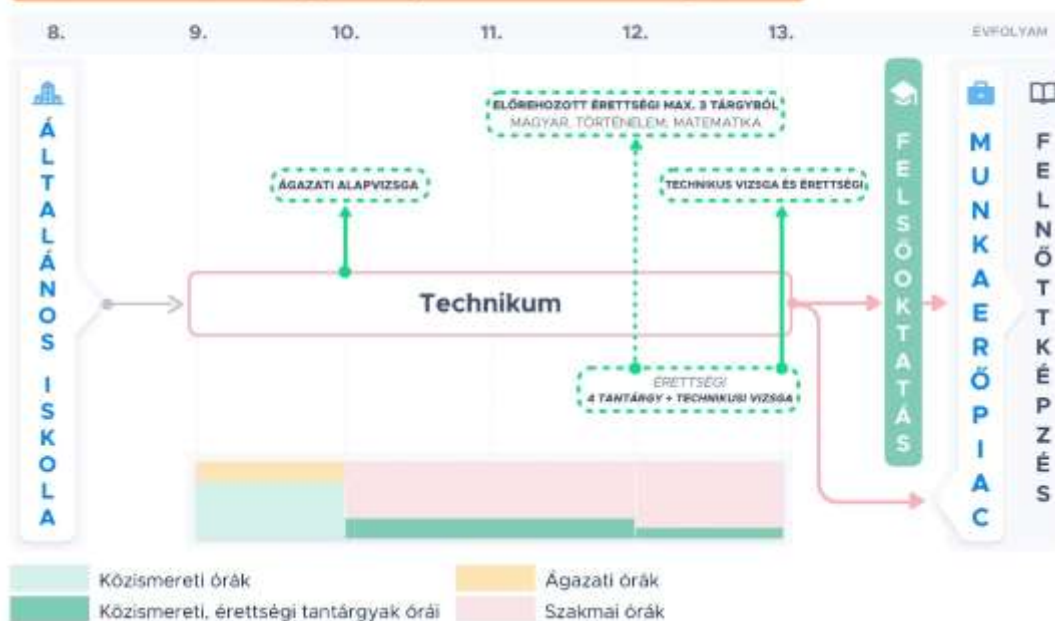 8. 9. 10. 11. 12. 13. ÉVFOLYAM
ÁLTALÁNOS ISKOLA
ELŐREHOZOTT ÉRETTSÉGI MAX. 3 TÁRGYBÓL
MAGYAR, TÖRTÉNELEM, MATEMATIKA
ÁGAZATI ALAPVIZSGA
TECHNIKUS VIZSGA ÉS ÉRETTSÉGI
Technikum
ÉRETTSÉGI
4 TANTÁRGY + TECHNIKUSI VIZSGA
FELSŐOKTATÁS
MUNKAERŐPIAC
FELNŐTTKÉPZÉS
Közismereti órák
Ágazati órák
Közismereti, érettségi tantárgyak órái
Szakmai órák